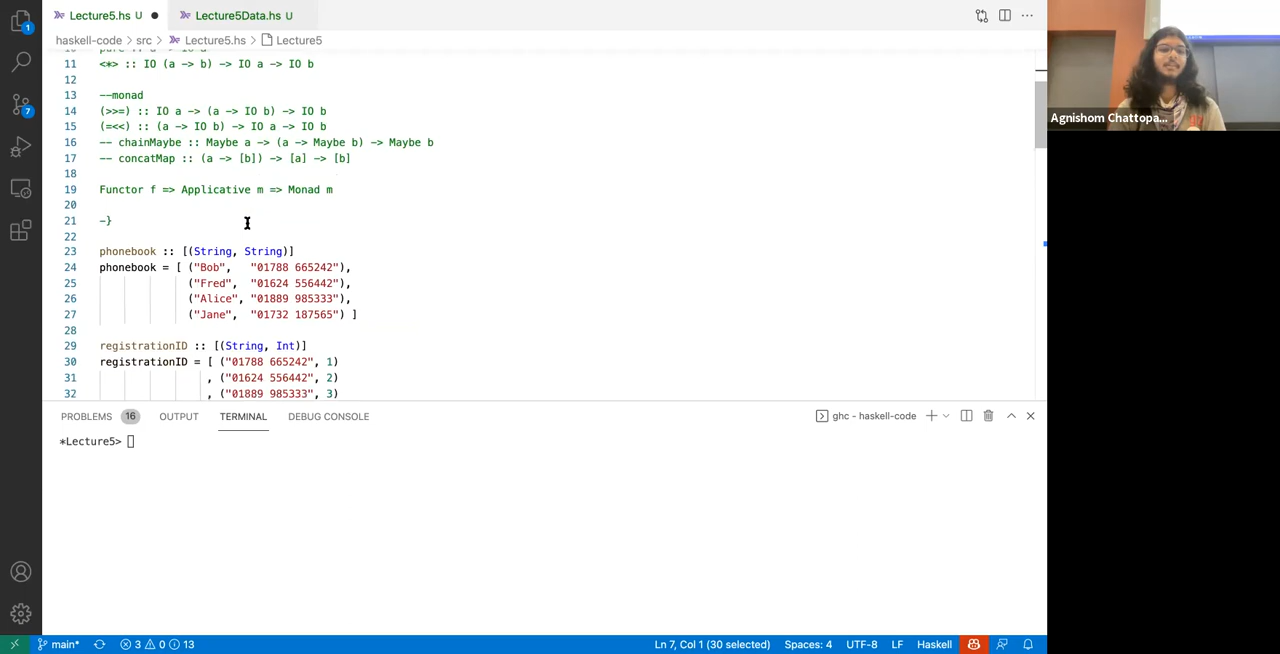 Lecture5.hs U
Lecture5Data.hs U
haskell-code > src > Lecture5.hs > Lecture5
11 <*> :: IO (a -> b) -> IO a -> IO b
12
13 --monad
14 (>>=) :: IO a -> (a -> IO b) -> IO b
15 (=<<) :: (a -> IO b) -> IO a -> IO b
16 -- chainMaybe :: Maybe a -> (a -> Maybe b) -> Maybe b
17 -- concatMap :: (a -> [b]) -> [a] -> [b]
18
19 Functor f => Applicative m => Monad m
20
21 -}
22
23 phonebook :: [(String, String)]
24 phonebook = [ ("Bob", "01788 665242"),
25 ("Fred", "01624 556442"),
26 ("Alice", "01889 985333"),
27 ("Jane", "01732 187565") ]
28
29 registrationID :: [(String, Int)]
30 registrationID = [ ("01788 665242", 1)
31 , ("01624 556442", 2)
32 , ("01889 985333", 3)
PROBLEMS 16 OUTPUT TERMINAL DEBUG CONSOLE
ghc - haskell-code
*Lecture5>
1
7
main* 3 0 13
Ln 7, Col 1 (30 selected) Spaces: 4 UTF-8 LF Haskell
Agnishom Chattopa...